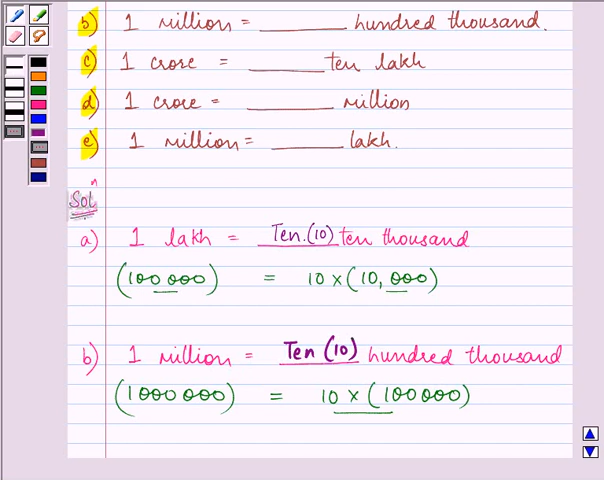 b) 1 million = _______ hundred thousand.
c) 1 crore = _______ ten lakh
d) 1 crore = _______ million
e) 1 million = _______ lakh.
Solⁿ
a) 1 lakh = Ten.(10) ten thousand
(100 000) = 10 × (10, 000)
b) 1 million = Ten (10) hundred thousand
(1000 000) = 10 × (100 000)